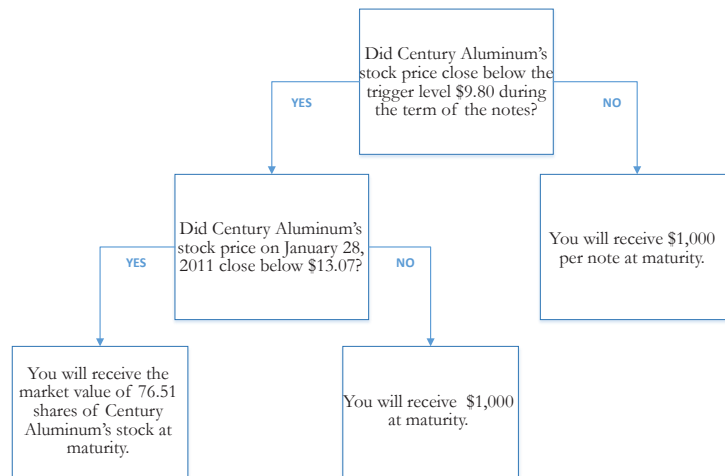 Did Century Aluminum's
stock price close below the
trigger level $9.80 during
the term of the notes?
YES
NO
Did Century Aluminum's
stock price on January 28,
2011 close below $13.07?
You will receive $1,000
per note at maturity.
YES
NO
You will receive the
market value of 76.51
shares of Century
Aluminum's stock at
maturity.
You will receive $1,000
at maturity.